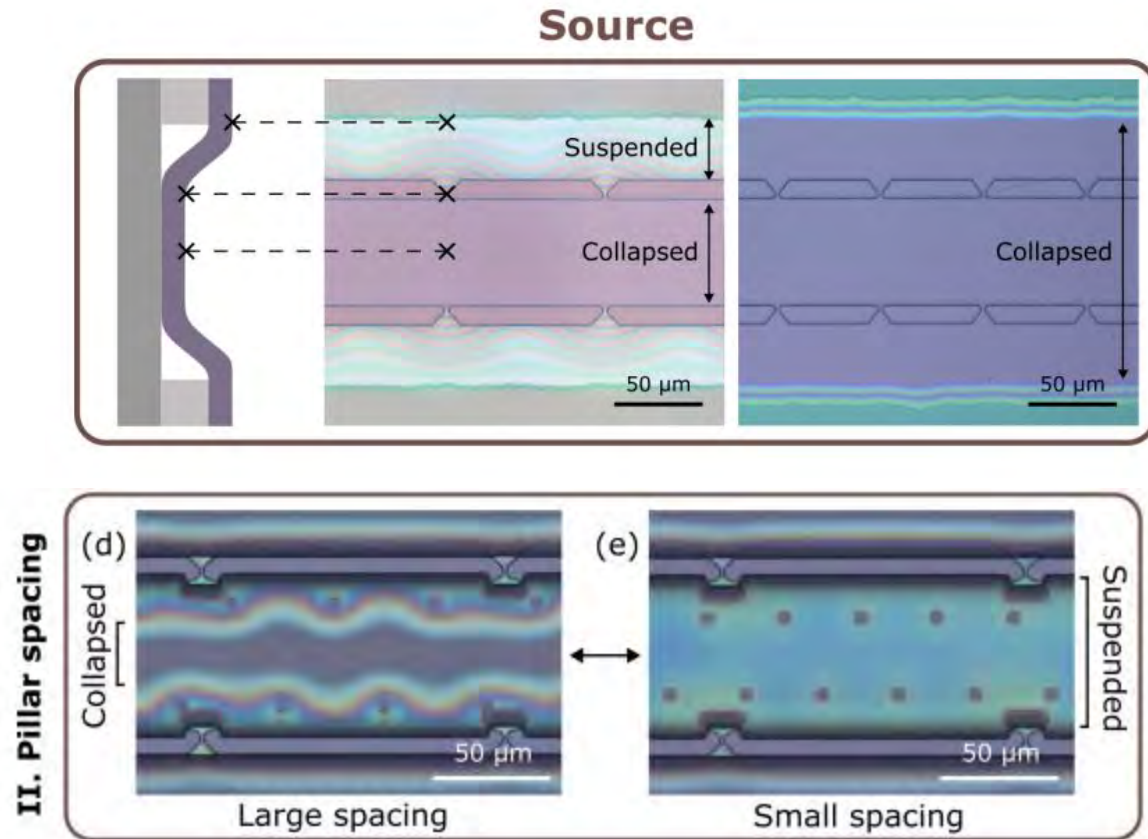 Source
Suspended
Collapsed
50 µm
Collapsed
50 µm
II. Pillar spacing
(d)
Collapsed
50 µm
Large spacing
(e)
Suspended
50 µm
Small spacing